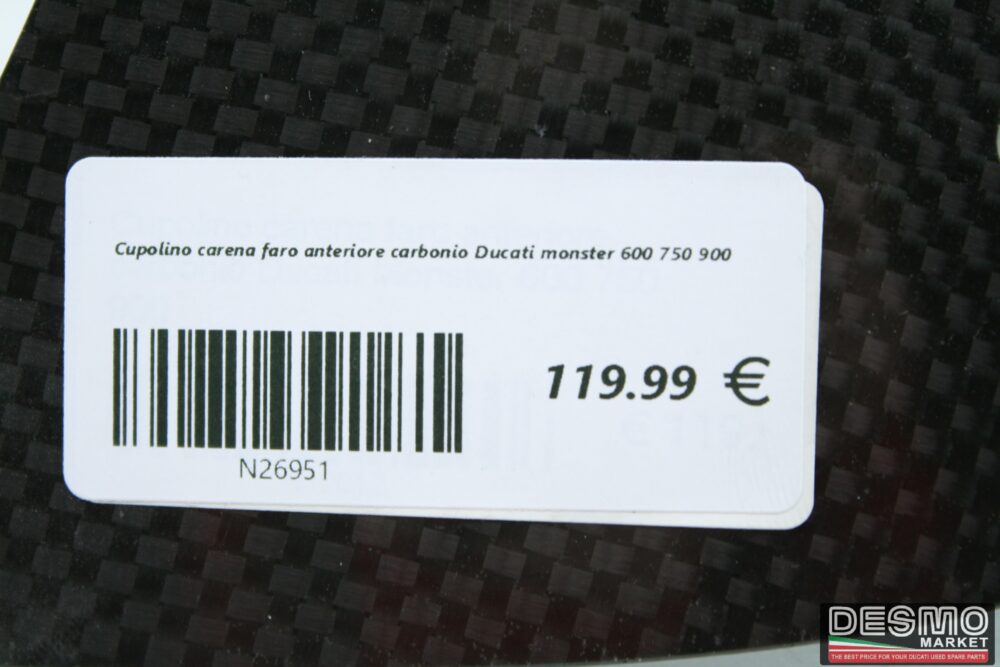 Cupolino carena faro anteriore carbonio Ducati monster 600 750 900
119.99 €
N26951
DESMO
MARKET
THE BEST PRICE FOR YOUR DUCATI USED SPARE PARTS